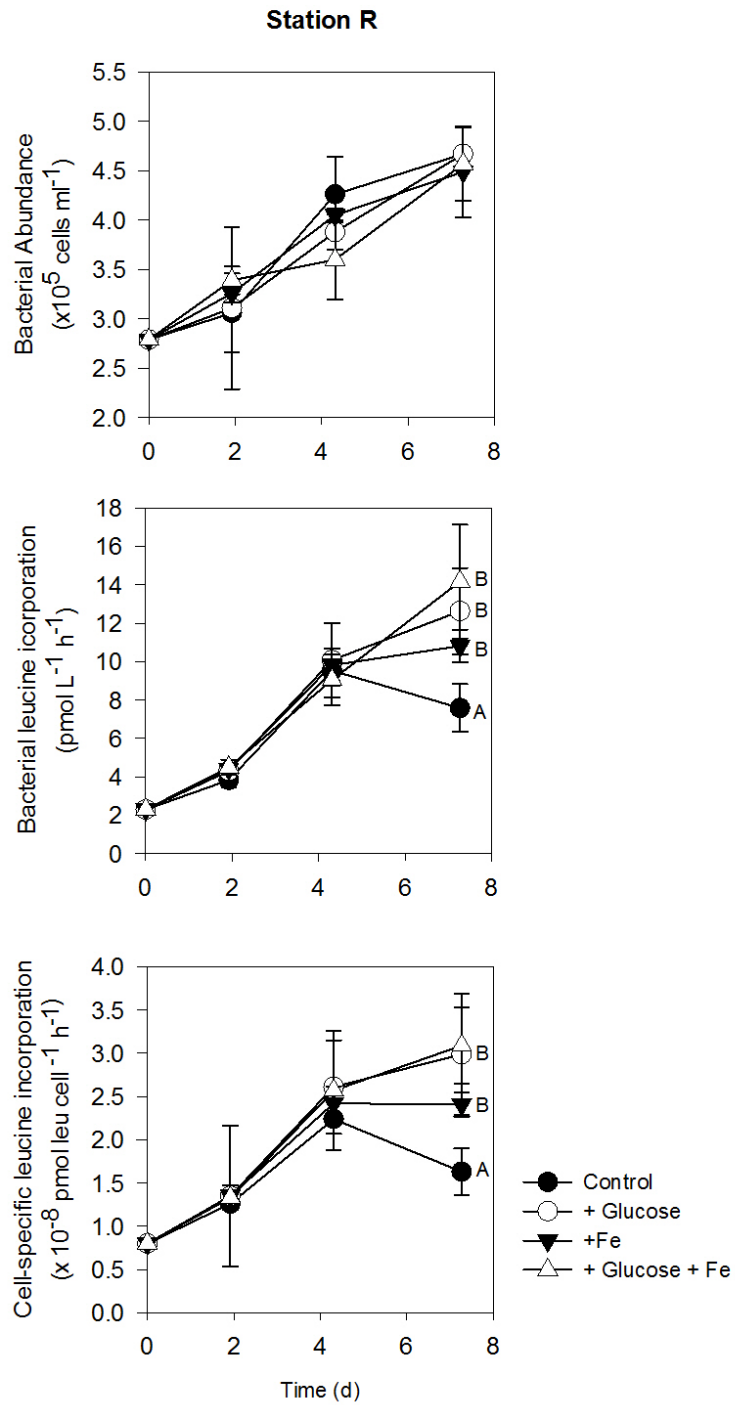 Station R
Bacterial Abundance
(x10^5 cells ml^-1)
5.5
5.0
4.5
4.0
3.5
3.0
2.5
2.0
0 2 4 6 8
Bacterial leucine icorporation
(pmol L^-1 h^-1)
18
16
14
12
10
8
6
4
2
0
B
B
B
A
0 2 4 6 8
Cell-specific leucine incorporation
(x 10^-8 pmol leu cell^-1 h^-1)
4.0
3.5
3.0
2.5
2.0
1.5
1.0
0.5
0.0
B
B
A
0 2 4 6 8
Time (d)
Control
+ Glucose
+Fe
+ Glucose + Fe